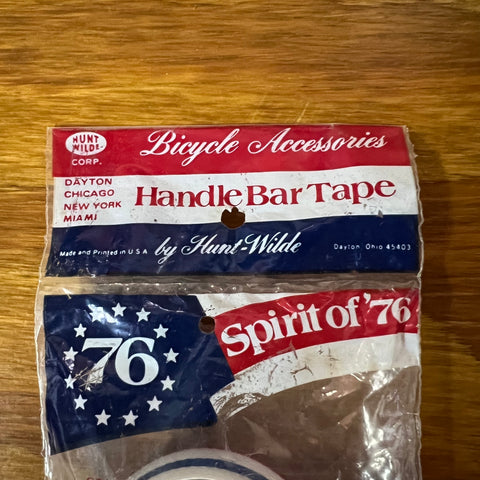 HUNT
WILDE
CORP.
Bicycle Accessories
DAYTON
CHICAGO
NEW YORK
MIAMI
Handle Bar Tape
Made and Printed in U.S.A.
by Hunt-Wilde
Dayton, Ohio 45403
76
Spirit of '76